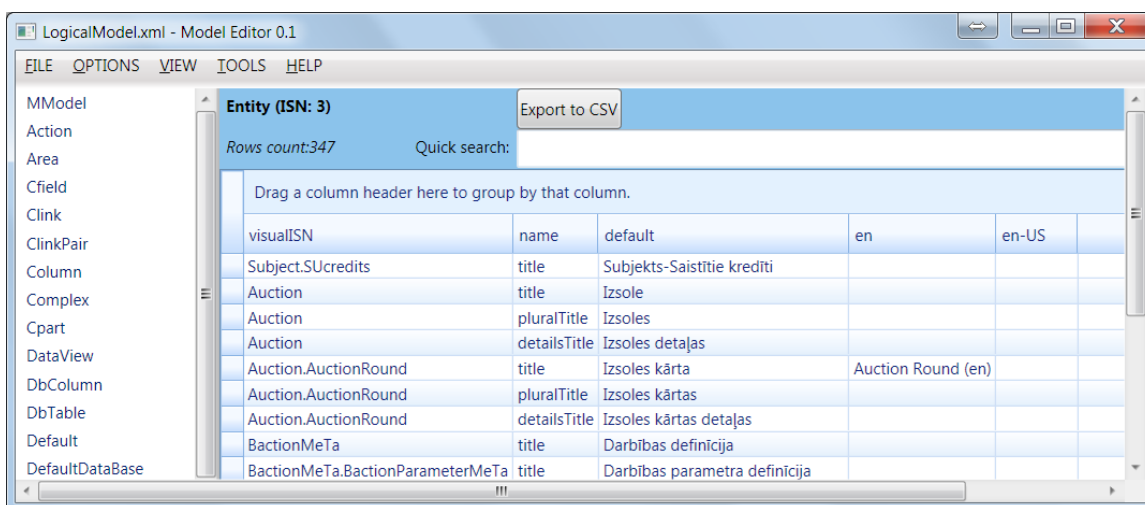 LogicalModel.xml - Model Editor 0.1
FILE OPTIONS VIEW TOOLS HELP
MModel
Action
Area
Cfield
Clink
ClinkPair
Column
Complex
Cpart
DataView
DbColumn
DbTable
Default
DefaultDataBase
Entity (ISN: 3) Export to CSV
Rows count:347 Quick search:
Drag a column header here to group by that column.
visualISN name default en en-US
Subject.SUcredits title Subjekts-Saistītie kredīti
Auction title Izsole
Auction pluralTitle Izsoles
Auction detailsTitle Izsoles detaļas
Auction.AuctionRound title Izsoles kārta Auction Round (en)
Auction.AuctionRound pluralTitle Izsoles kārtas
Auction.AuctionRound detailsTitle Izsoles kārtas detaļas
BactionMeTa title Darbības definīcija
BactionMeTa.BactionParameterMeTa title Darbības parametra definīcija